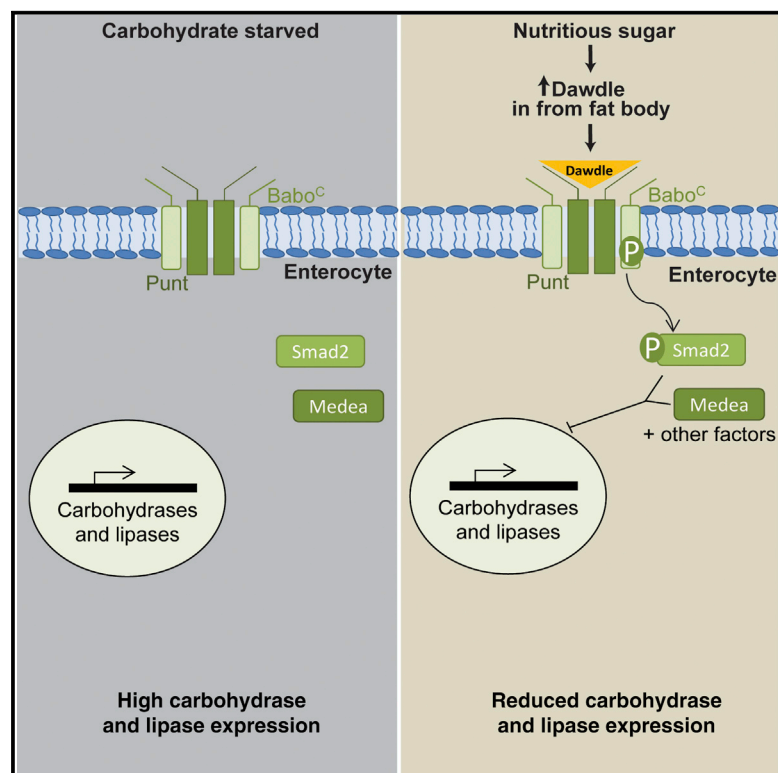 Carbohydrate starved
Babo^C
Punt
Enterocyte
Smad2
Medea
Carbohydrases
and lipases
High carbohydrase
and lipase expression
Nutritious sugar
↑Dawdle
in from fat body
Dawdle
Babo^C
P
Punt
Enterocyte
P
Smad2
Medea
+ other factors
Carbohydrases
and lipases
Reduced carbohydrase
and lipase expression